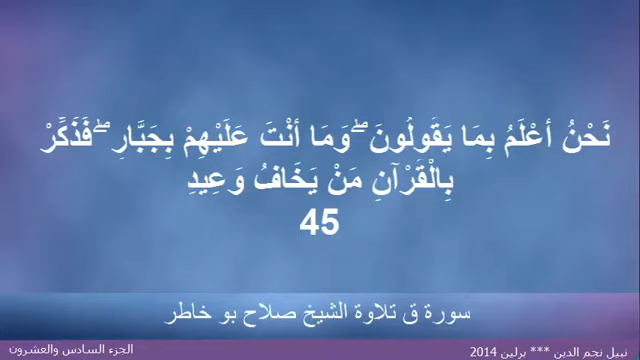 نَحْنُ أَعْلَمُ بِمَا يَقُولُونَ ۖ وَمَا أَنْتَ عَلَيْهِمْ بِجَبَّارٍ ۖ فَذَكِّرْ
بِالْقُرْآنِ مَنْ يَخَافُ وَعِيدِ
45
سورة ق تلاوة الشيخ صلاح بو خاطر
الجزء السادس والعشرون
نبيل نجم الدين *** برلين 2014